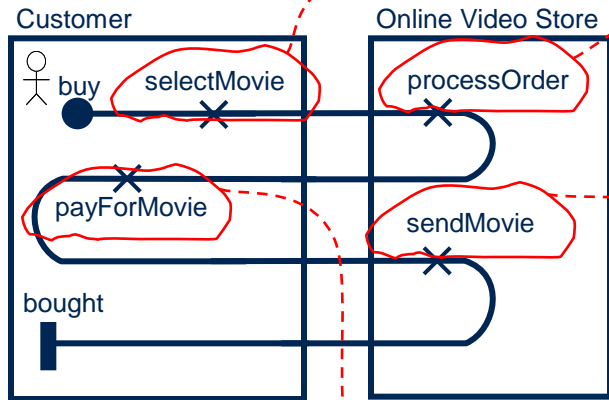 Customer
Online Video Store
buy
selectMovie
processOrder
payForMovie
sendMovie
bought